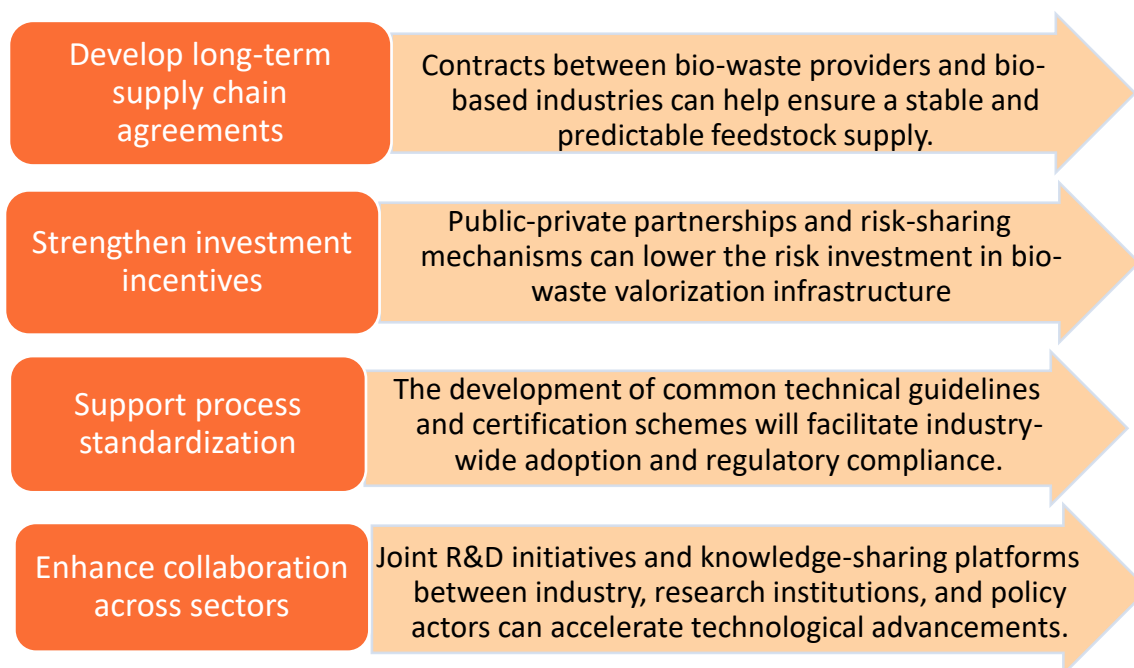 Develop long-term
supply chain
agreements
Contracts between bio-waste providers and bio-
based industries can help ensure a stable and
predictable feedstock supply.
Strengthen investment
incentives
Public-private partnerships and risk-sharing
mechanisms can lower the risk investment in bio-
waste valorization infrastructure
Support process
standardization
The development of common technical guidelines
and certification schemes will facilitate industry-
wide adoption and regulatory compliance.
Enhance collaboration
across sectors
Joint R&D initiatives and knowledge-sharing platforms
between industry, research institutions, and policy
actors can accelerate technological advancements.